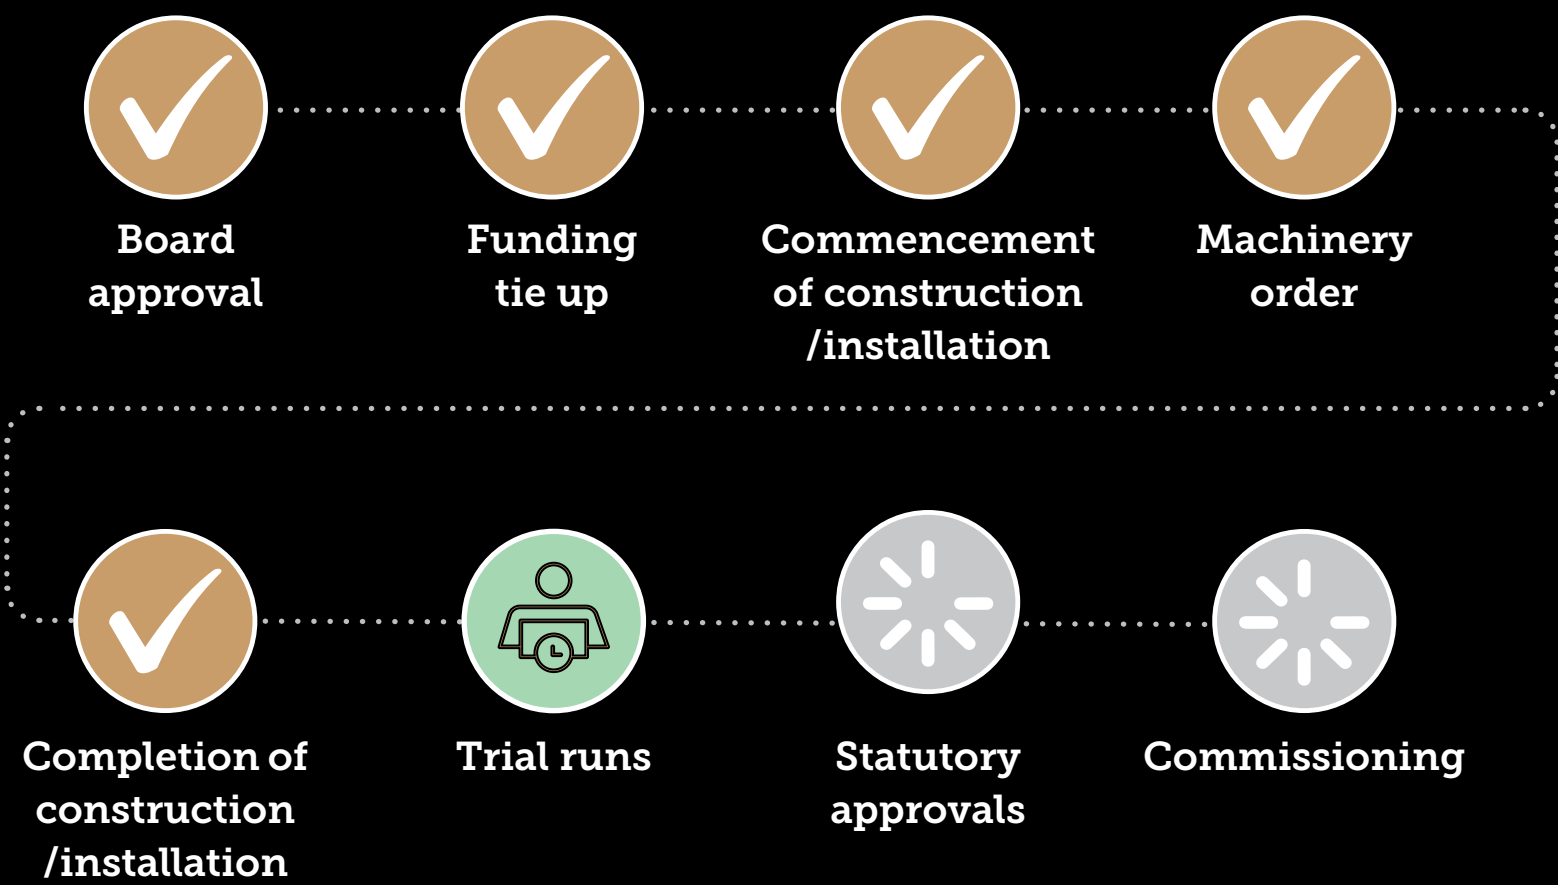 Board
approval
Funding
tie up
Commencement
of construction
/installation
Machinery
order
Completion of
construction
/installation
Trial runs
Statutory
approvals
Commissioning